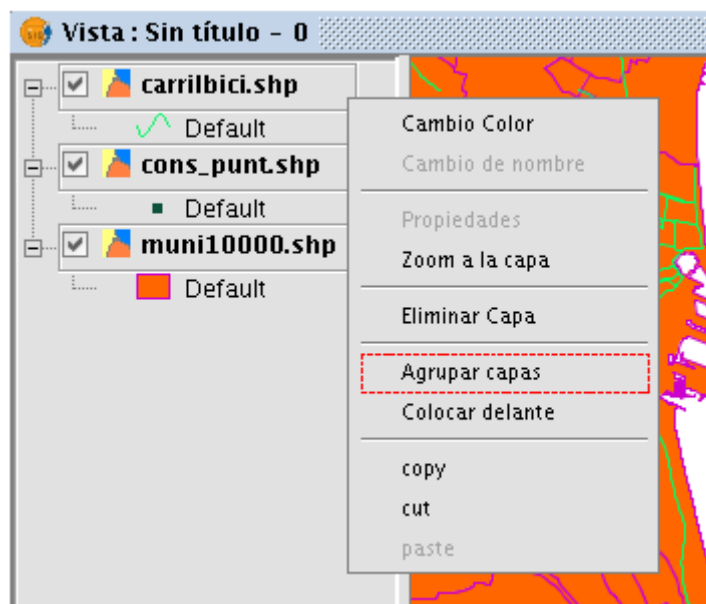 Vista : Sin título - 0
carrilbici.shp
Default
cons_punt.shp
Default
muni10000.shp
Default
Cambio Color
Cambio de nombre
Propiedades
Zoom a la capa
Eliminar Capa
Agrupar capas
Colocar delante
copy
cut
paste